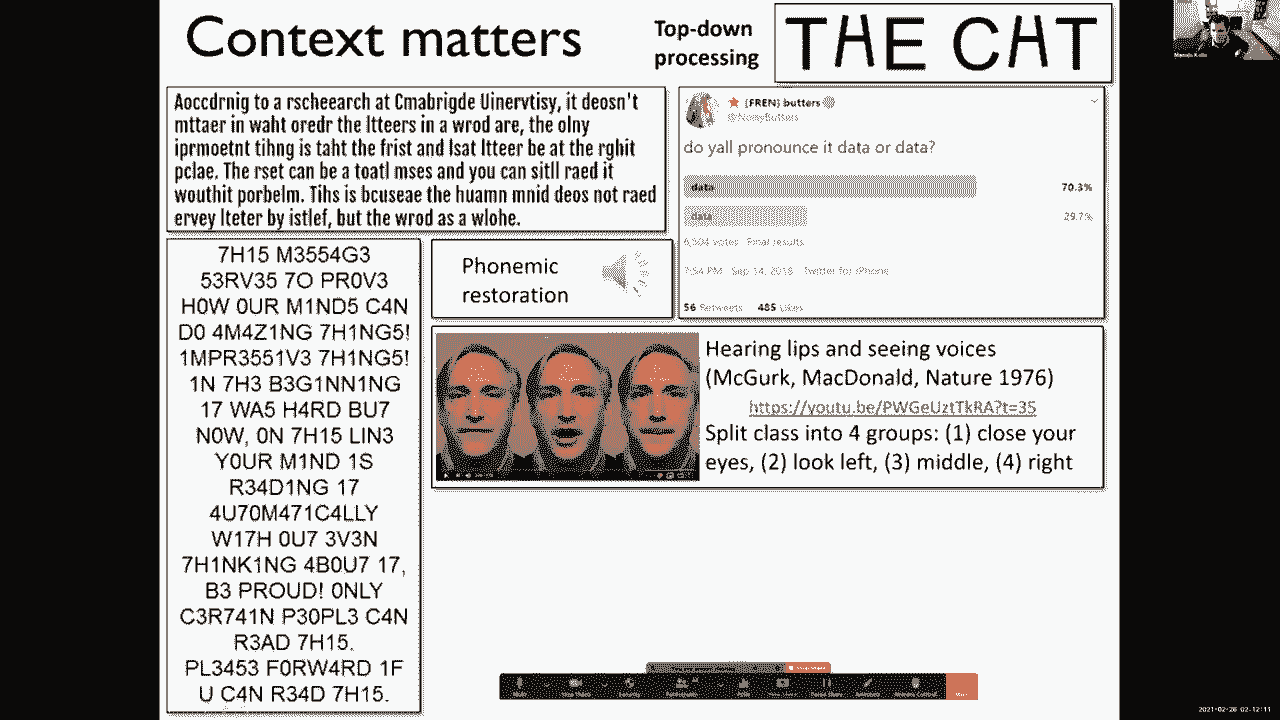 Context matters
Top-down
processing
THE CAT
Aoccdrnig to a rscheearch at Cmabrigde Uinervtisy, it deosn't
mttaer in waht oredr the ltteers in a wrod are, the olny
iprmoetnt tihng is taht the frist and lsat ltteer be at the rghit
pclae. The rset can be a toatl mses and you can sitll raed it
wouthit porbelm. Tihs is bcuseae the huamn mnid deos not raed
ervey lteter by istlef, but the wrod as a wlohe.
[FREN] butters
@NoisyButters
do yall pronounce it data or data?
data 70.3%
data 29.7%
6,504 votes · Final results
7:54 PM · Sep 14, 2018 · Twitter for iPhone
56 Retweets 485 Likes
7H15 M3554G3
53RV35 7O PR0V3
H0W 0UR M1ND5 C4N
D0 4M4Z1NG 7H1NG5!
1MPR3551V3 7H1NG5!
1N 7H3 B3G1NN1NG
17 WA5 H4RD BU7
N0W, 0N 7H15 LIN3
Y0UR M1ND 1S
R34D1NG 17
4U70M471C4LLY
W17H 0U7 3V3N
7H1NK1NG 4B0U7 17,
B3 PROUD! 0NLY
C3R741N P30PL3 C4N
R3AD 7H15.
PL3453 F0RW4RD 1F
U C4N R34D 7H15.
Phonemic
restoration
Hearing lips and seeing voices
(McGurk, MacDonald, Nature 1976)
https://youtu.be/PWGeUztTkRA?t=35
Split class into 4 groups: (1) close your
eyes, (2) look left, (3) middle, (4) right
2021-02-26 02:12:11